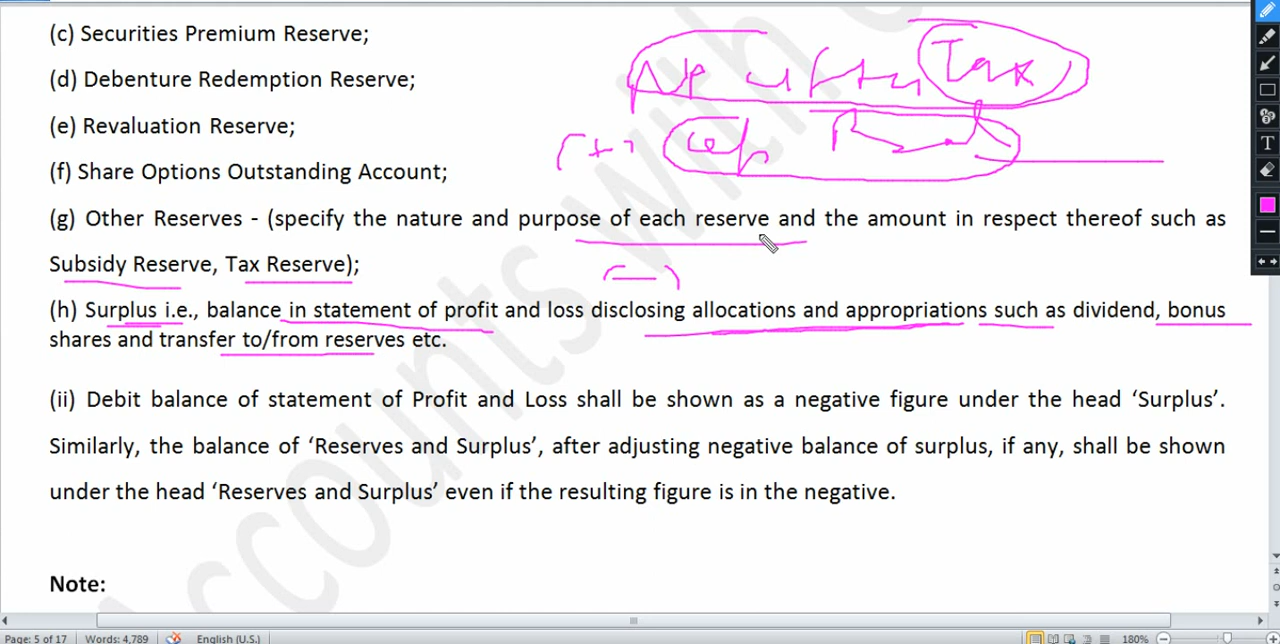 (c) Securities Premium Reserve;
(d) Debenture Redemption Reserve;
(e) Revaluation Reserve;
(f) Share Options Outstanding Account;
Tax
(+)
(g) Other Reserves - (specify the nature and purpose of each reserve and the amount in respect thereof such as
Subsidy Reserve, Tax Reserve);
(—)
(h) Surplus i.e., balance in statement of profit and loss disclosing allocations and appropriations such as dividend, bonus
shares and transfer to/from reserves etc.
(ii) Debit balance of statement of Profit and Loss shall be shown as a negative figure under the head ‘Surplus’.
Similarly, the balance of ‘Reserves and Surplus’, after adjusting negative balance of surplus, if any, shall be shown
under the head ‘Reserves and Surplus’ even if the resulting figure is in the negative.
Note:
Accounts with
Page: 5 of 17 Words: 4,789 English (U.S.) 180%